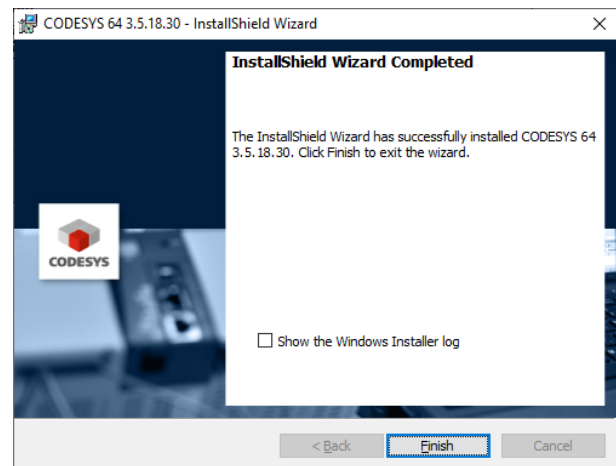 CODESYS 64 3.5.18.30 - InstallShield Wizard
InstallShield Wizard Completed
The InstallShield Wizard has successfully installed CODESYS 64
3.5.18.30. Click Finish to exit the wizard.
CODESYS
Show the Windows Installer log
< Back
Finish
Cancel